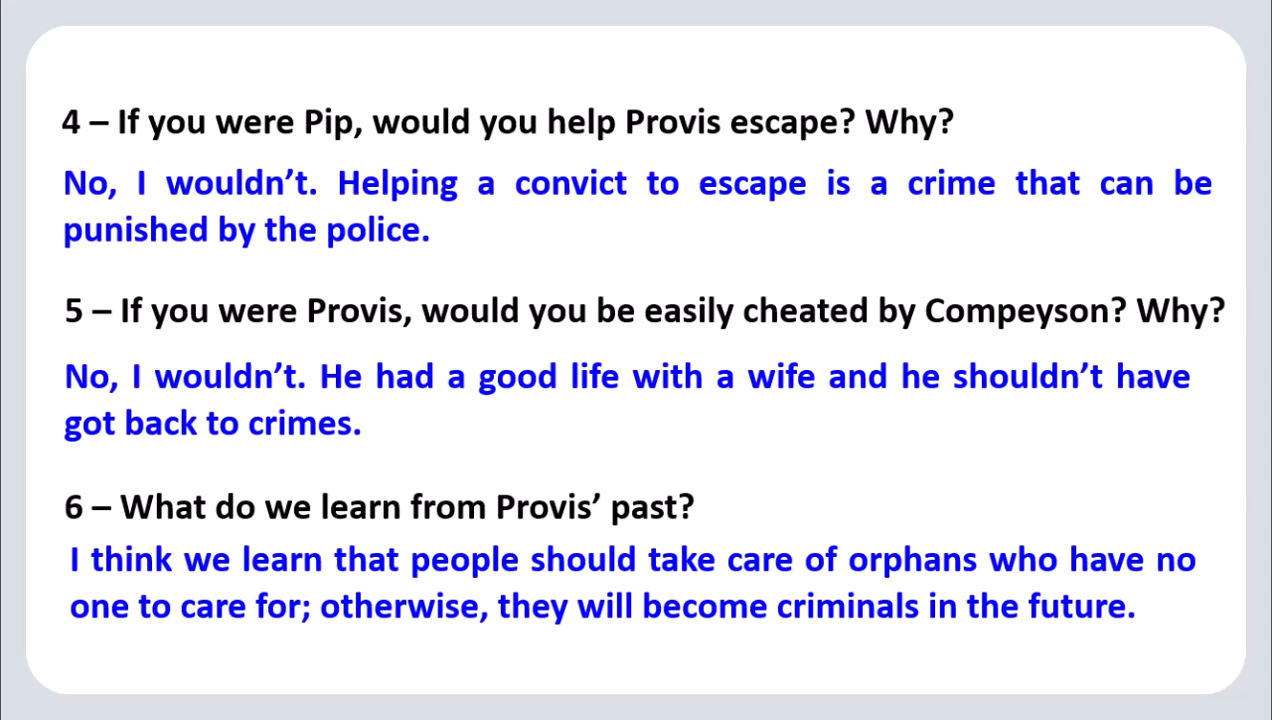 4 – If you were Pip, would you help Provis escape? Why?
No, I wouldn’t. Helping a convict to escape is a crime that can be
punished by the police.
5 – If you were Provis, would you be easily cheated by Compeyson? Why?
No, I wouldn’t. He had a good life with a wife and he shouldn’t have
got back to crimes.
6 – What do we learn from Provis’ past?
I think we learn that people should take care of orphans who have no
one to care for; otherwise, they will become criminals in the future.